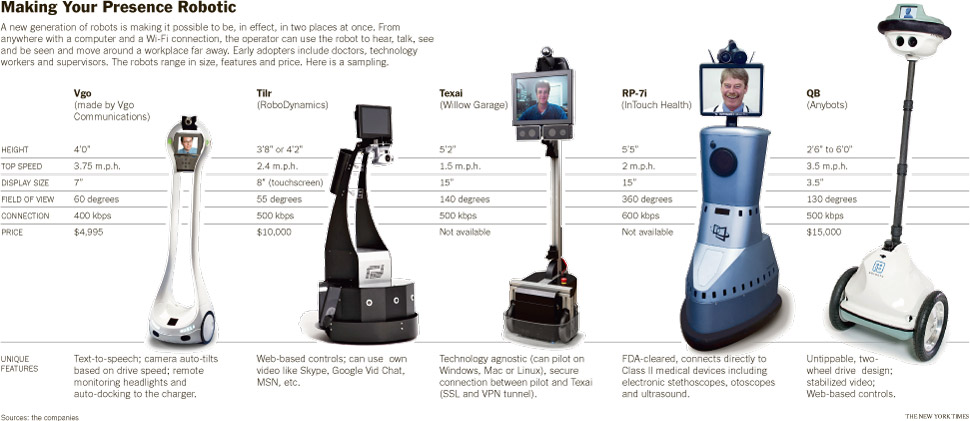 Making Your Presence Robotic
A new generation of robots is making it possible to be, in effect, in two places at once. From
anywhere with a computer and a Wi-Fi connection, the operator can use the robot to hear, talk, see
and be seen and move around a workplace far away. Early adopters include doctors, technology
workers and supervisors. The robots range in size, features and price. Here is a sampling.
Vgo
(made by Vgo
Communications)
Tilr
(RoboDynamics)
Texai
(Willow Garage)
RP-7i
(InTouch Health)
QB
(Anybots)
HEIGHT 4'0" 3'8" or 4'2" 5'2" 5'5" 2'6" to 6'0"
TOP SPEED 3.75 m.p.h. 2.4 m.p.h. 1.5 m.p.h. 2 m.p.h. 3.5 m.p.h.
DISPLAY SIZE 7" 8" (touchscreen) 15" 15" 3.5"
FIELD OF VIEW 60 degrees 55 degrees 140 degrees 360 degrees 130 degrees
CONNECTION 400 kbps 500 kbps 500 kbps 600 kbps 500 kbps
PRICE $4,995 $10,000 Not available Not available $15,000
UNIQUE
FEATURES
Text-to-speech; camera auto-tilts
based on drive speed; remote
monitoring headlights and
auto-docking to the charger.
Web-based controls; can use own
video like Skype, Google Vid Chat,
MSN, etc.
Technology agnostic (can pilot on
Windows, Mac or Linux), secure
connection between pilot and Texai
(SSL and VPN tunnel).
FDA-cleared, connects directly to
Class II medical devices including
electronic stethoscopes, otoscopes
and ultrasound.
Untippable, two-
wheel drive design;
stabilized video;
Web-based controls.
Sources: the companies
THE NEW YORK TIMES